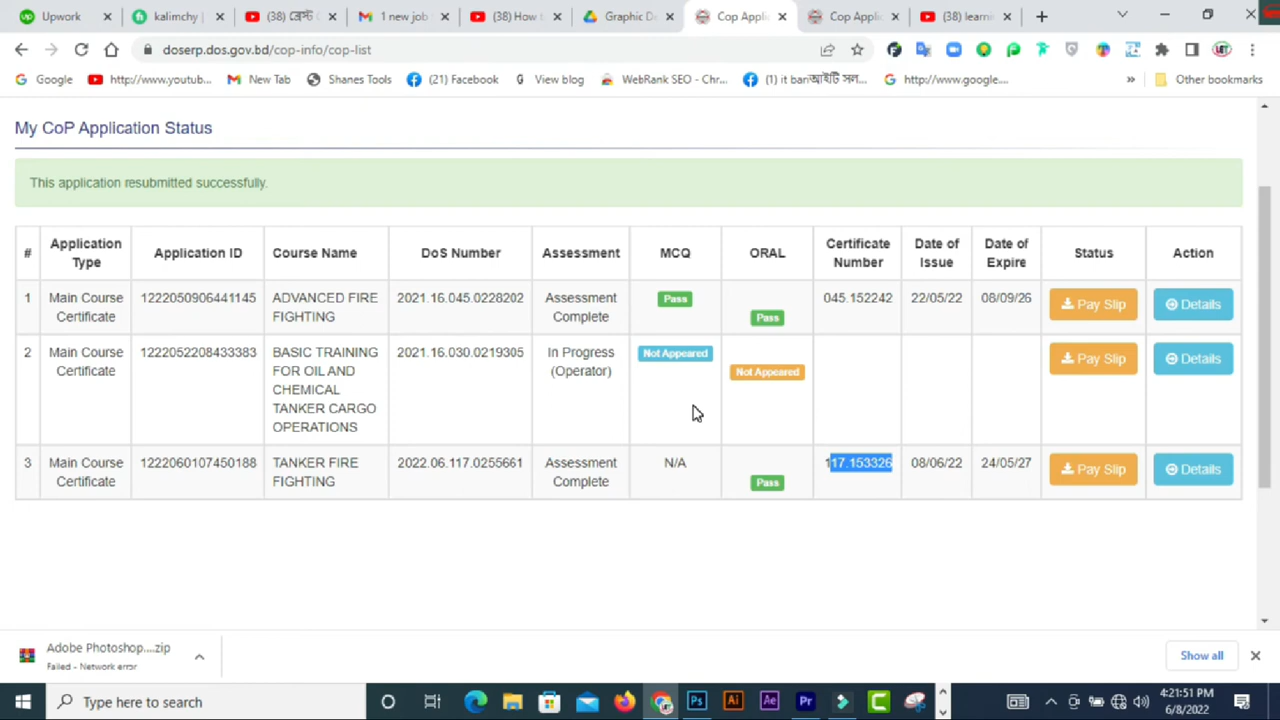 Upwork
kalimchy
(38) ব্রেস্ট
1 new job
(38) How t
Graphic De
Cop Appli
Cop Applic
(38) learni
doserp.dos.gov.bd/cop-info/cop-list
Google
http://www.youtub...
New Tab
Shanes Tools
(21) Facebook
View blog
WebRank SEO - Chr...
(1) it banআইটি সল...
http://www.google....
»
Other bookmarks
My CoP Application Status
This application resubmitted successfully.
# Application Type Application ID Course Name DoS Number Assessment MCQ ORAL Certificate Number Date of Issue Date of Expire Status Action
1 Main Course Certificate 1222050906441145 ADVANCED FIRE FIGHTING 2021.16.045.0228202 Assessment Complete Pass Pass 045.152242 22/05/22 08/09/26 Pay Slip Details
2 Main Course Certificate 1222052208433383 BASIC TRAINING FOR OIL AND CHEMICAL TANKER CARGO OPERATIONS 2021.16.030.0219305 In Progress (Operator) Not Appeared Not Appeared Pay Slip Details
3 Main Course Certificate 1222060107450188 TANKER FIRE FIGHTING 2022.06.117.0255661 Assessment Complete N/A Pass 117.153326 08/06/22 24/05/27 Pay Slip Details
Adobe Photoshop....zip
Failed - Network error
Show all
Type here to search
Ps
Ai
Ae
Pr
4:21:51 PM
6/8/2022